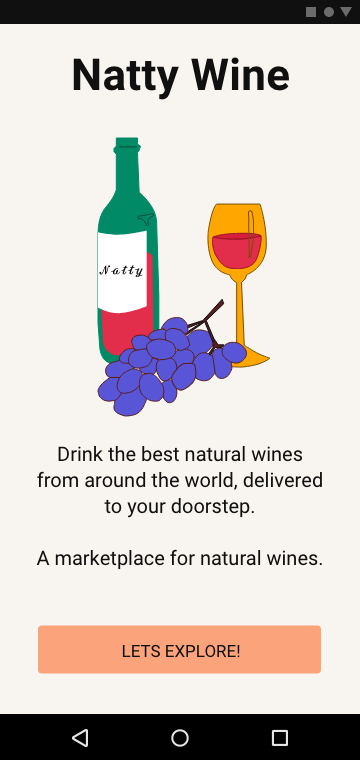 Natty Wine
Natty
Drink the best natural wines
from around the world, delivered
to your doorstep.
A marketplace for natural wines.
LETS EXPLORE!